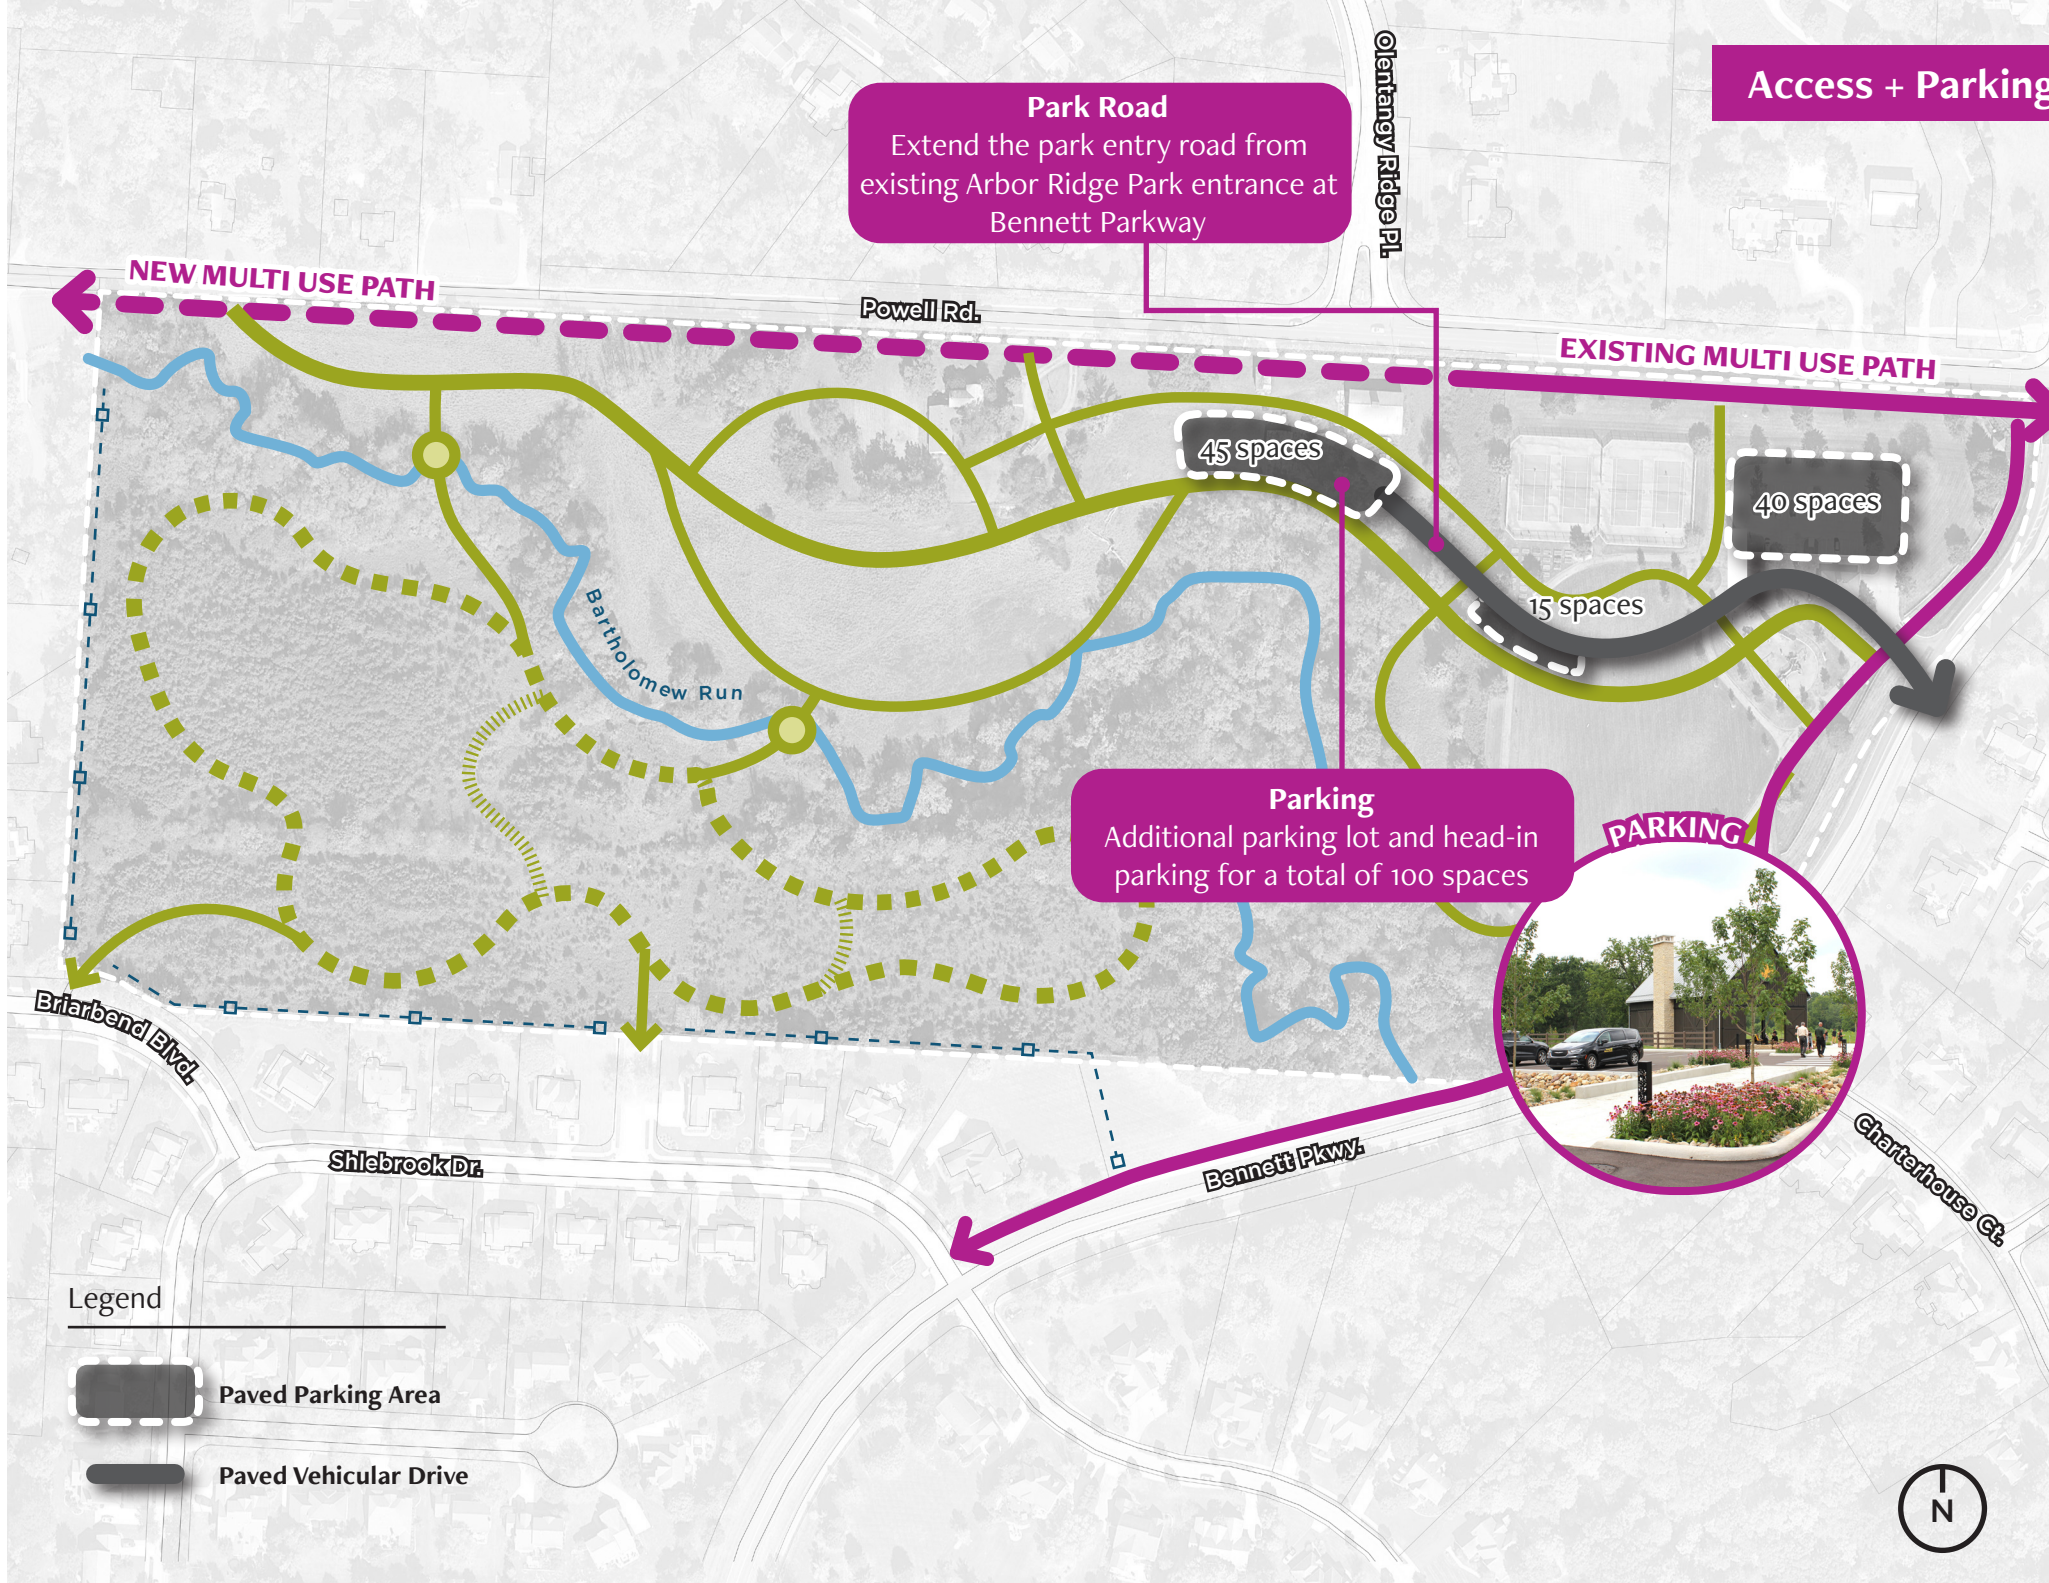 Access + Parking
Park Road
Extend the park entry road from
existing Arbor Ridge Park entrance at
Bennett Parkway
Olentangy Ridge Pl.
NEW MULTI USE PATH
Powell Rd.
EXISTING MULTI USE PATH
45 spaces
40 spaces
15 spaces
Bartholomew Run
Parking
Additional parking lot and head-in
parking for a total of 100 spaces
PARKING
Briarbend Blvd.
Shlebrook Dr.
Bennett Pkwy.
Charterhouse Ct.
Legend
Paved Parking Area
Paved Vehicular Drive
N